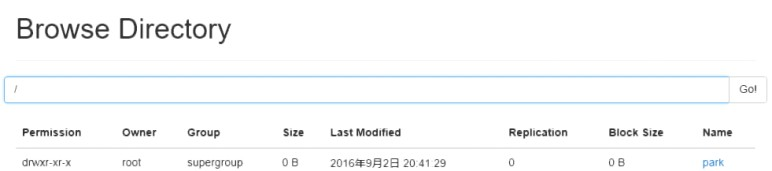 Browse Directory
/ Go!
Permission Owner Group Size Last Modified Replication Block Size Name
drwxr-xr-x root supergroup 0 B 2016年9月2日 20:41:29 0 0 B park